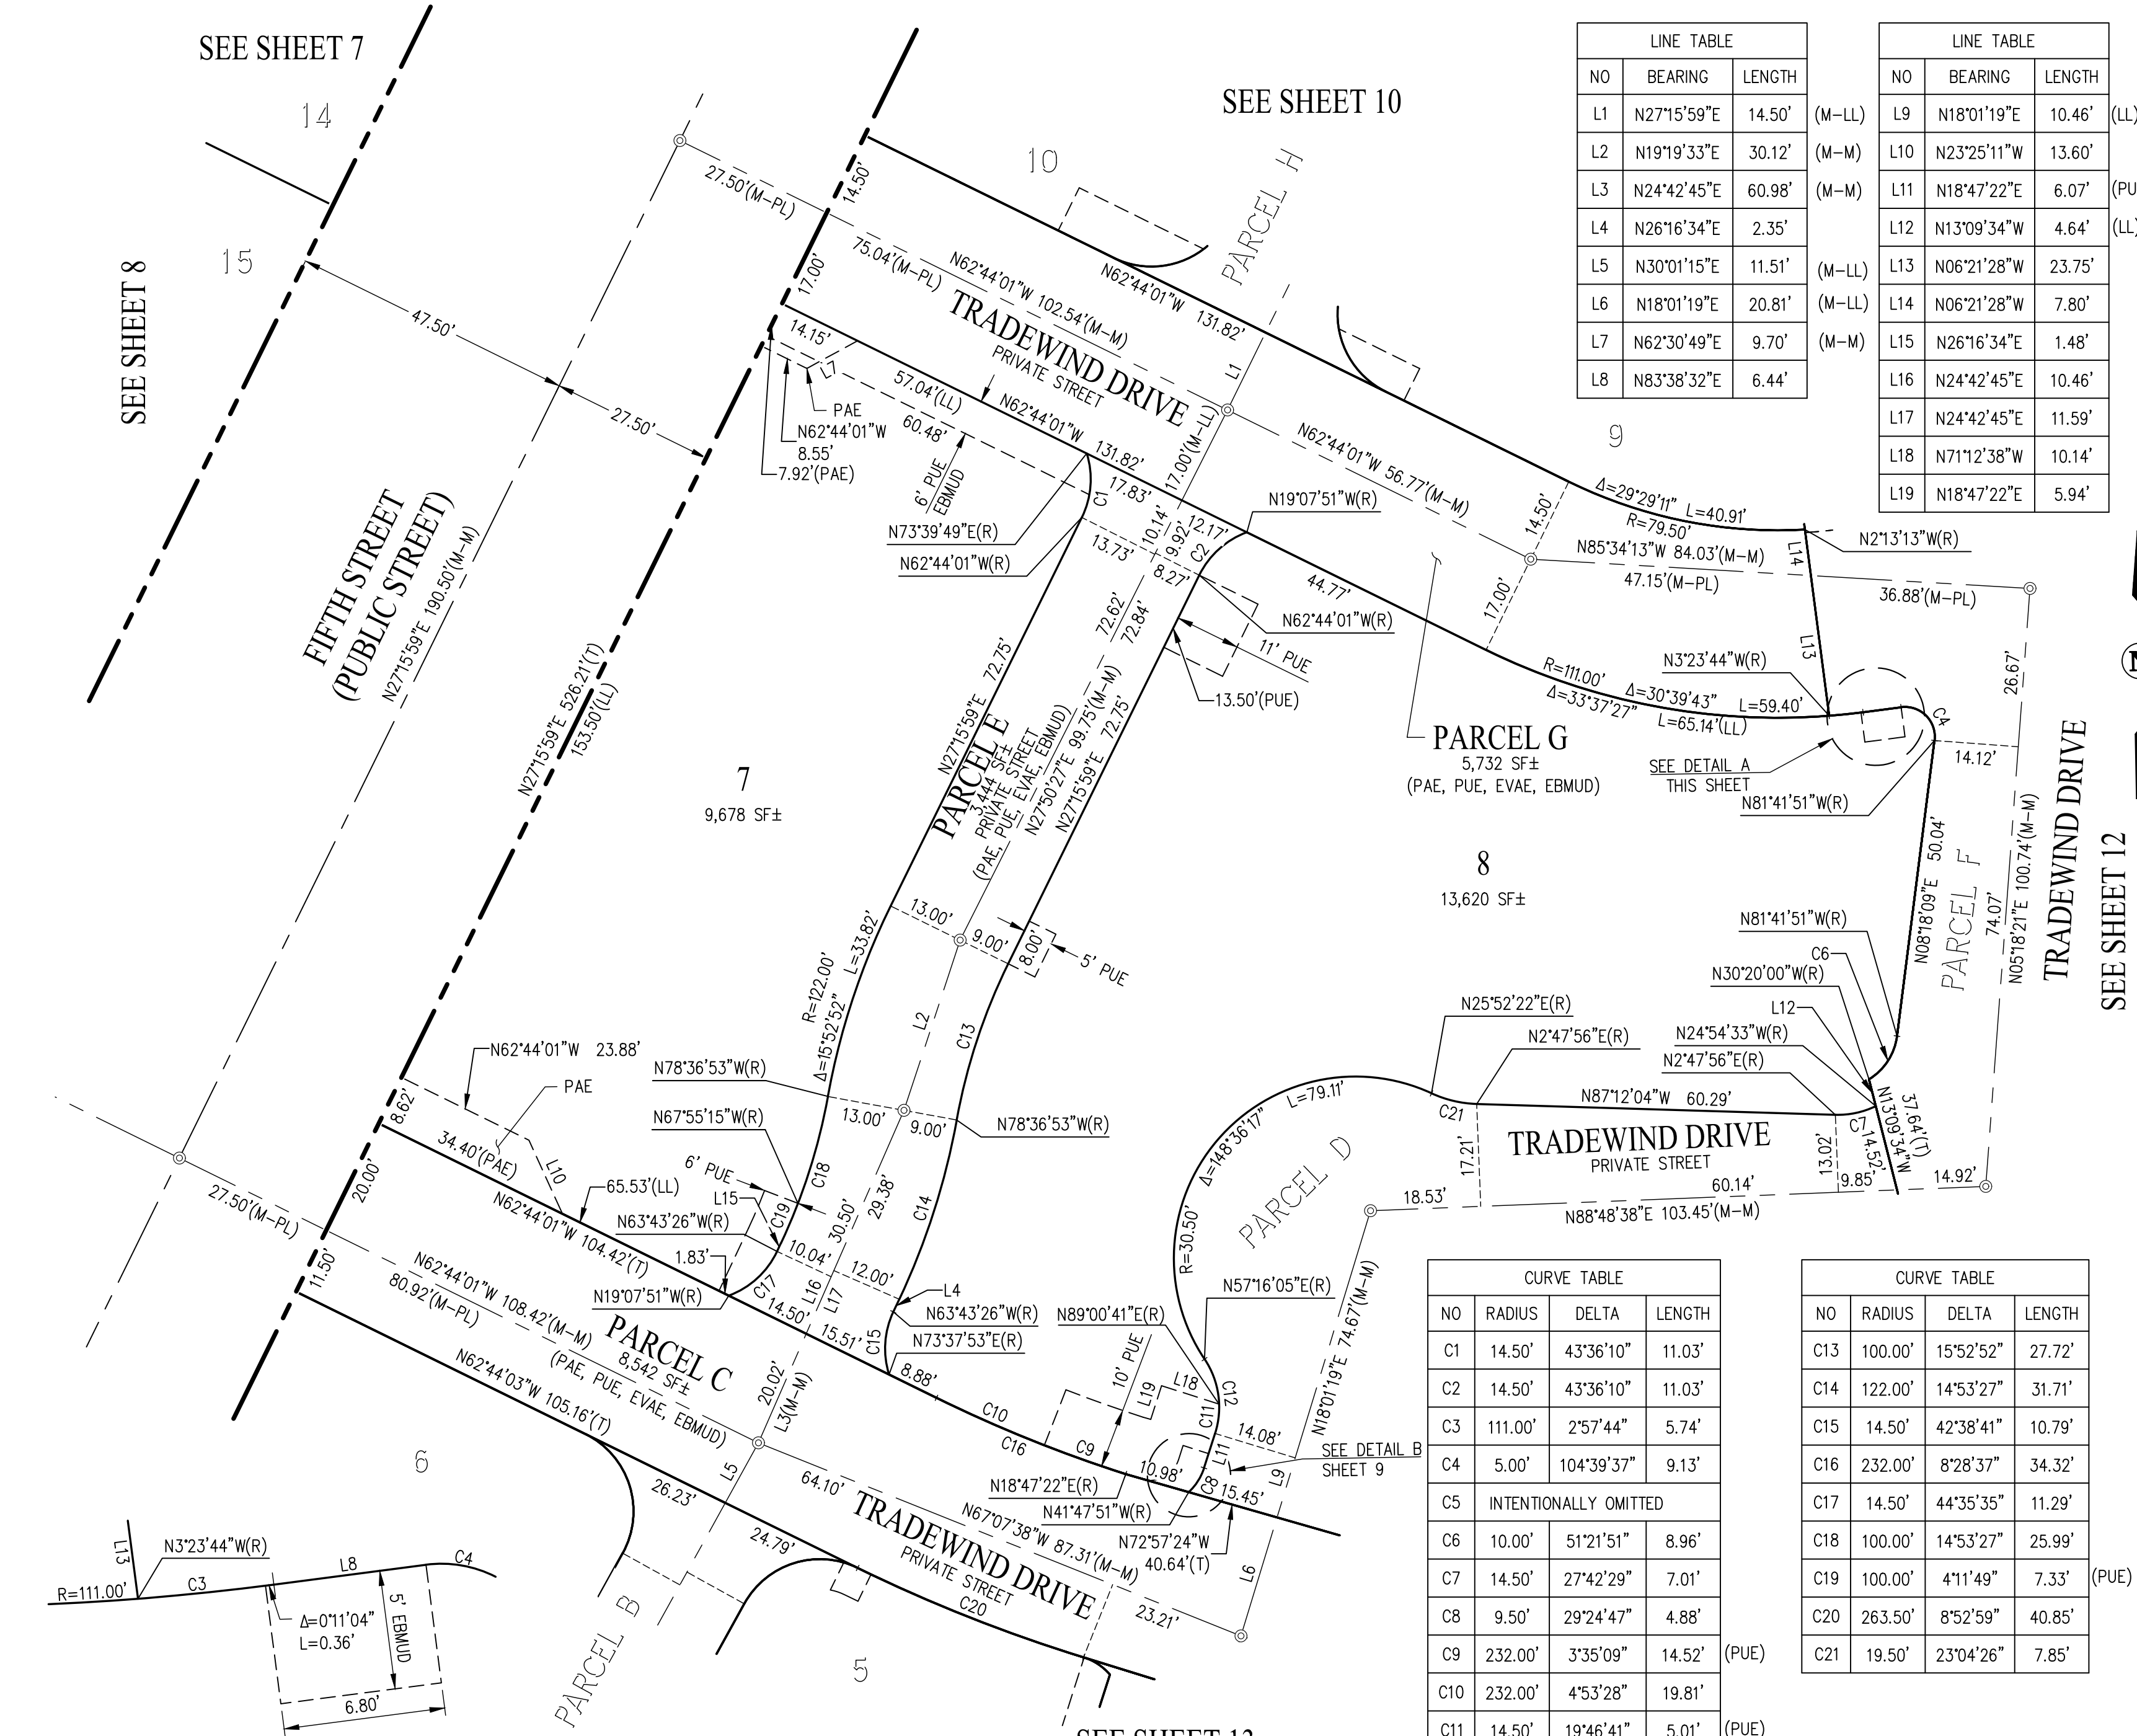 SEE SHEET 7
14
15
SEE SHEET 8
47.50'
27.50'
FIFTH STREET
(PUBLIC STREET)
N27°15'59"E 190.50'(M-M)
N27°15'59"E 526.21'(T)
153.50'(LL)
27.50'(M-PL)
14.50'
17.00'
75.04'(M-PL)
N62°44'01"W 102.54'(M-M)
TRADEWIND DRIVE
PRIVATE STREET
10
SEE SHEET 10
PARCEL H
N62°44'01"W 131.82'
L1
17.00'(M-LL)
N62°44'01"W 56.77'(M-M)
9
14.15'
L7
PAE
N62°44'01"W
8.55'
7.92'(PAE)
57.04'(LL)
60.48'
N62°44'01"W 131.82'
6' PUE
EBMUD
C1
17.83'
N73°39'49"E(R)
N62°44'01"W(R)
13.73'
10.14'
9.92'
12.17'
C2
8.27'
N19°07'51"W(R)
44.77'
N62°44'01"W(R)
11' PUE
13.50'(PUE)
14.50'
17.00'
Δ=29°29'11" L=40.91'
R=79.50'
N85°34'13"W 84.03'(M-M)
47.15'(M-PL)
36.88'(M-PL)
N2°13'13"W(R)
L14
L13
N3°23'44"W(R)
R=111.00'
Δ=30°39'43" L=59.40'
Δ=33°37'27" L=65.14'(LL)
PARCEL G
5,732 SF±
(PAE, PUE, EVAE, EBMUD)
SEE DETAIL A
THIS SHEET
C4
26.67'
14.12'
N81°41'51"W(R)
7
9,678 SF±
N27°15'59"E 72.75'
PARCEL E
3,444 SF±
PRIVATE STREET
(PAE, PUE, EVAE, EBMUD)
N27°50'27"E 99.75'(M-M)
N27°15'59"E 72.75'
72.62'
72.84'
8
13,620 SF±
N08°18'09"E 50.04'
PARCEL F
74.07'
N05°18'21"E 100.74'(M-M)
TRADEWIND DRIVE
SEE SHEET 12
13.00'
9.00'
8.00'
5' PUE
R=122.00'
L=33.82'
Δ=15°52'52"
L2
C13
N78°36'53"W(R)
13.00'
9.00'
N78°36'53"W(R)
N81°41'51"W(R)
C6
N30°20'00"W(R)
L12
N24°54'33"W(R)
N2°47'56"E(R)
N25°52'22"E(R)
N2°47'56"E(R)
L=79.11'
Δ=148°36'17"
R=30.50'
C21
N87°12'04"W 60.29'
C7
37.64'(T)
N13°09'34"W
14.52'
17.21'
13.02'
TRADEWIND DRIVE
PRIVATE STREET
18.53'
60.14'
9.85'
14.92'
N88°48'38"E 103.45'(M-M)
PARCEL D
N62°44'01"W 23.88'
PAE
8.62'
34.40'(PAE)
L10
65.53'(LL)
N62°44'01"W 104.42'(T)
20.00'
27.50'(M-PL)
11.50'
N62°44'01"W 108.42'(M-M)
80.92'(M-PL)
PARCEL C
8,542 SF±
(PAE, PUE, EVAE, EBMUD)
N62°44'03"W 105.16'(T)
N67°55'15"W(R)
6' PUE
L15
C18
C19
N63°43'26"W(R)
1.83'
N19°07'51"W(R)
C17
10.04'
30.50'
29.38'
12.00'
C14
L16
L17
14.50'
15.51'
L4
N63°43'26"W(R)
N73°37'53"E(R)
C15
8.88'
20.02'
L3(M-M)
L5
C10
C16
C9
10' PUE
L19
L18
N89°00'41"E(R)
N57°16'05"E(R)
C12
C11
L11
14.08'
10.98'
C8
15.45'
L9
N18°01'19"E 74.67'(M-M)
SEE DETAIL B
SHEET 9
N18°47'22"E(R)
N41°47'51"W(R)
N72°57'24"W
40.64'(T)
L6
64.10'
N67°07'38"W 87.31'(M-M)
TRADEWIND DRIVE
PRIVATE STREET
23.21'
C20
26.23'
24.79'
6
5
PARCEL B
L13
N3°23'44"W(R)
R=111.00'
C3
L8
C4
Δ=0°11'04"
L=0.36'
5' EBMUD
6.80'
LINE TABLE
NO BEARING LENGTH
L1 N27°15'59"E 14.50' (M-LL)
L2 N19°19'33"E 30.12' (M-M)
L3 N24°42'45"E 60.98' (M-M)
L4 N26°16'34"E 2.35'
L5 N30°01'15"E 11.51' (M-LL)
L6 N18°01'19"E 20.81' (M-LL)
L7 N62°30'49"E 9.70' (M-M)
L8 N83°38'32"E 6.44'
LINE TABLE
NO BEARING LENGTH
L9 N18°01'19"E 10.46' (LL)
L10 N23°25'11"W 13.60'
L11 N18°47'22"E 6.07' (PU
L12 N13°09'34"W 4.64' (LL)
L13 N06°21'28"W 23.75'
L14 N06°21'28"W 7.80'
L15 N26°16'34"E 1.48'
L16 N24°42'45"E 10.46'
L17 N24°42'45"E 11.59'
L18 N71°12'38"W 10.14'
L19 N18°47'22"E 5.94'
CURVE TABLE
NO RADIUS DELTA LENGTH
C1 14.50' 43°36'10" 11.03'
C2 14.50' 43°36'10" 11.03'
C3 111.00' 2°57'44" 5.74'
C4 5.00' 104°39'37" 9.13'
C5 INTENTIONALLY OMITTED
C6 10.00' 51°21'51" 8.96'
C7 14.50' 27°42'29" 7.01'
C8 9.50' 29°24'47" 4.88'
C9 232.00' 3°35'09" 14.52' (PUE)
C10 232.00' 4°53'28" 19.81'
C11 14.50' 19°46'41" 5.01' (PUE)
CURVE TABLE
NO RADIUS DELTA LENGTH
C13 100.00' 15°52'52" 27.72'
C14 122.00' 14°53'27" 31.71'
C15 14.50' 42°38'41" 10.79'
C16 232.00' 8°28'37" 34.32'
C17 14.50' 44°35'35" 11.29'
C18 100.00' 14°53'27" 25.99'
C19 100.00' 4°11'49" 7.33' (PUE)
C20 263.50' 8°52'59" 40.85'
C21 19.50' 23°04'26" 7.85'